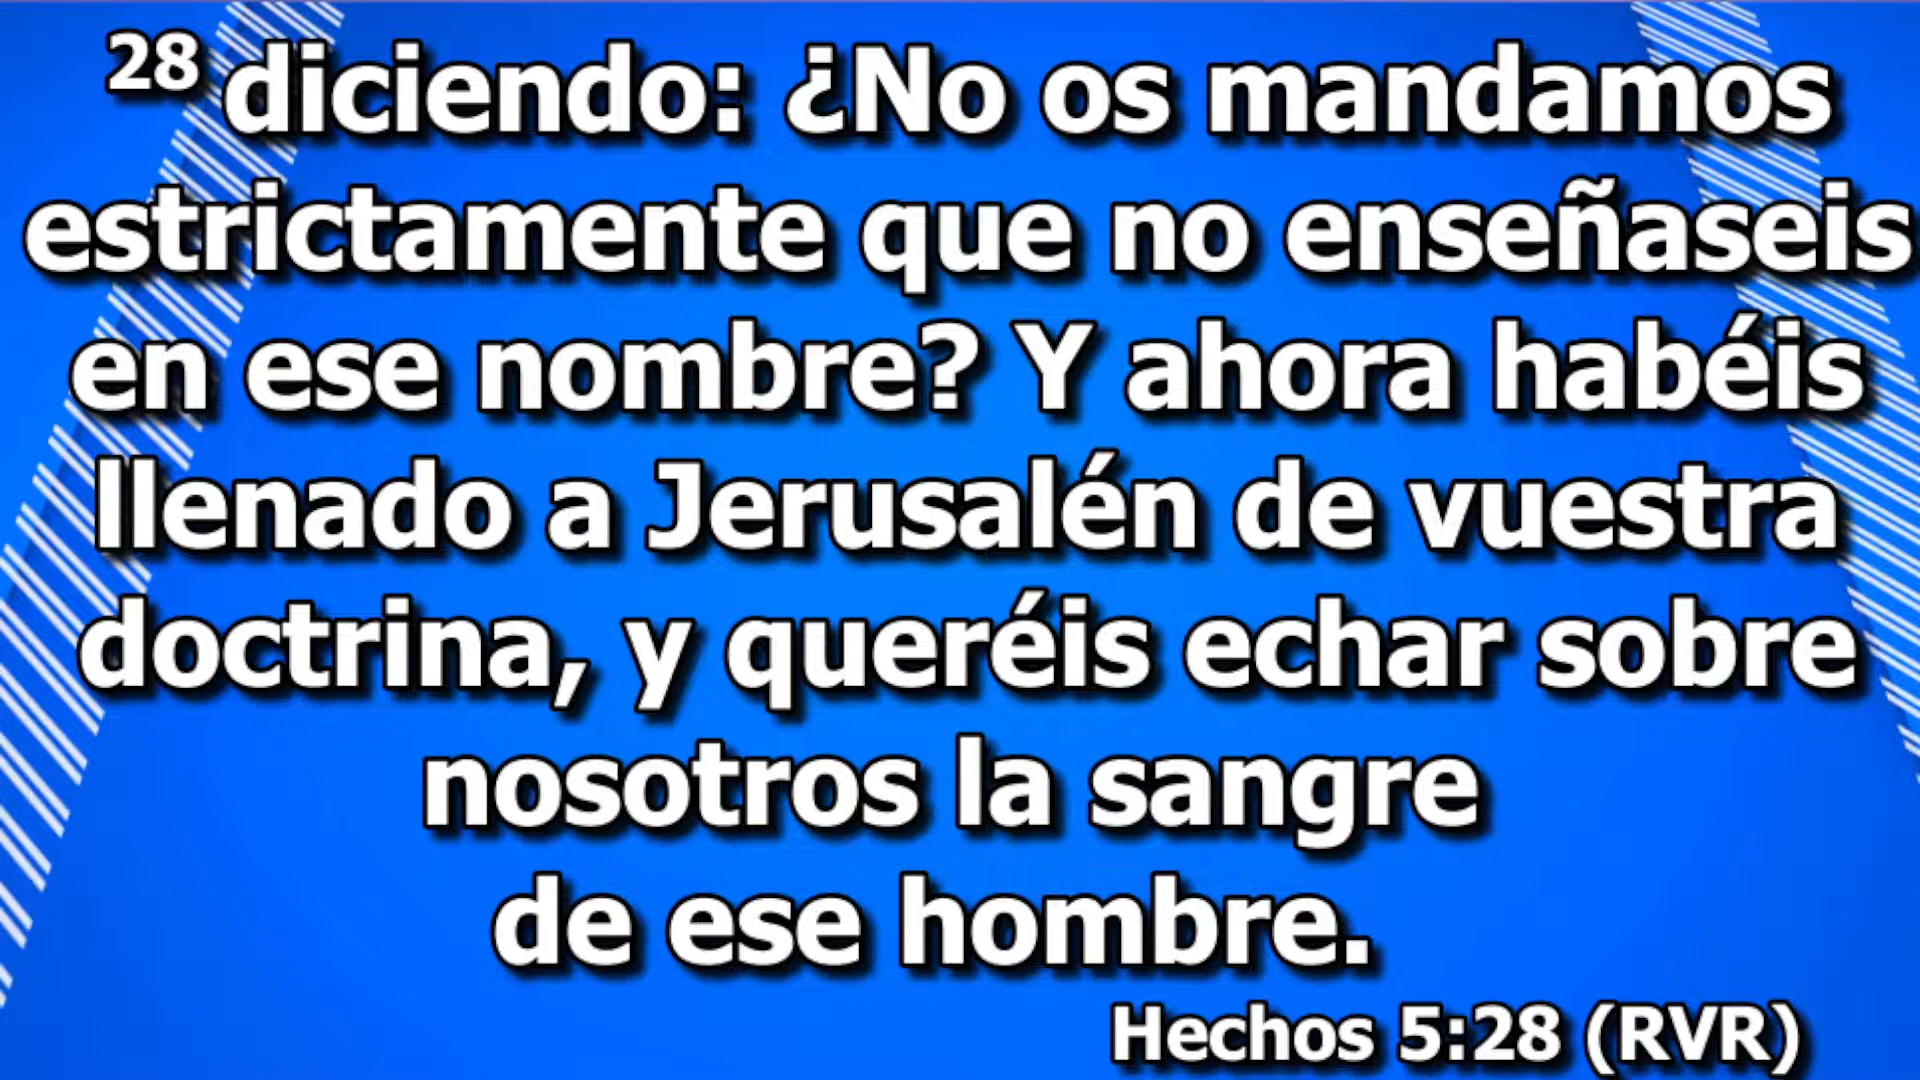 28 diciendo: ¿No os mandamos
estrictamente que no enseñaseis
en ese nombre? Y ahora habéis
llenado a Jerusalén de vuestra
doctrina, y queréis echar sobre
nosotros la sangre
de ese hombre.
Hechos 5:28 (RVR)